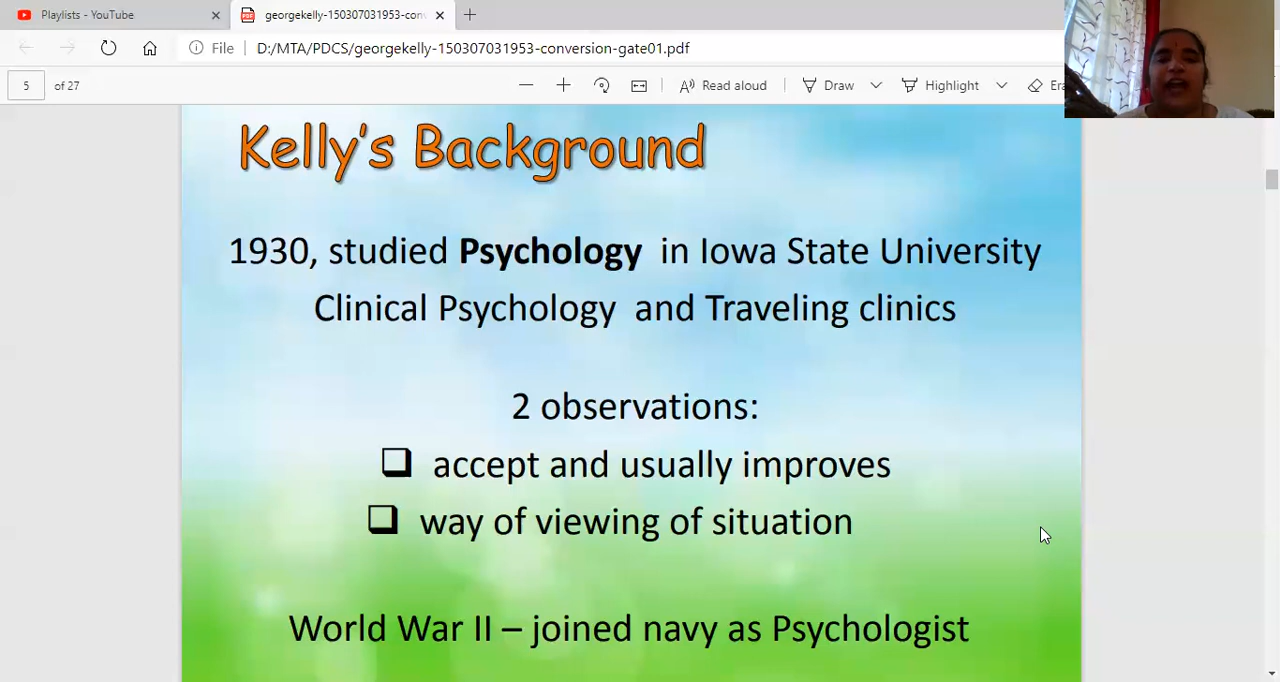 Playlists - YouTube
georgekelly-150307031953-con
File
D:/MTA/PDCS/georgekelly-150307031953-conversion-gate01.pdf
5 of 27
Read aloud
Draw
Highlight
Era
Kelly's Background
1930, studied Psychology in Iowa State University
Clinical Psychology and Traveling clinics
2 observations:
accept and usually improves
way of viewing of situation
World War II – joined navy as Psychologist